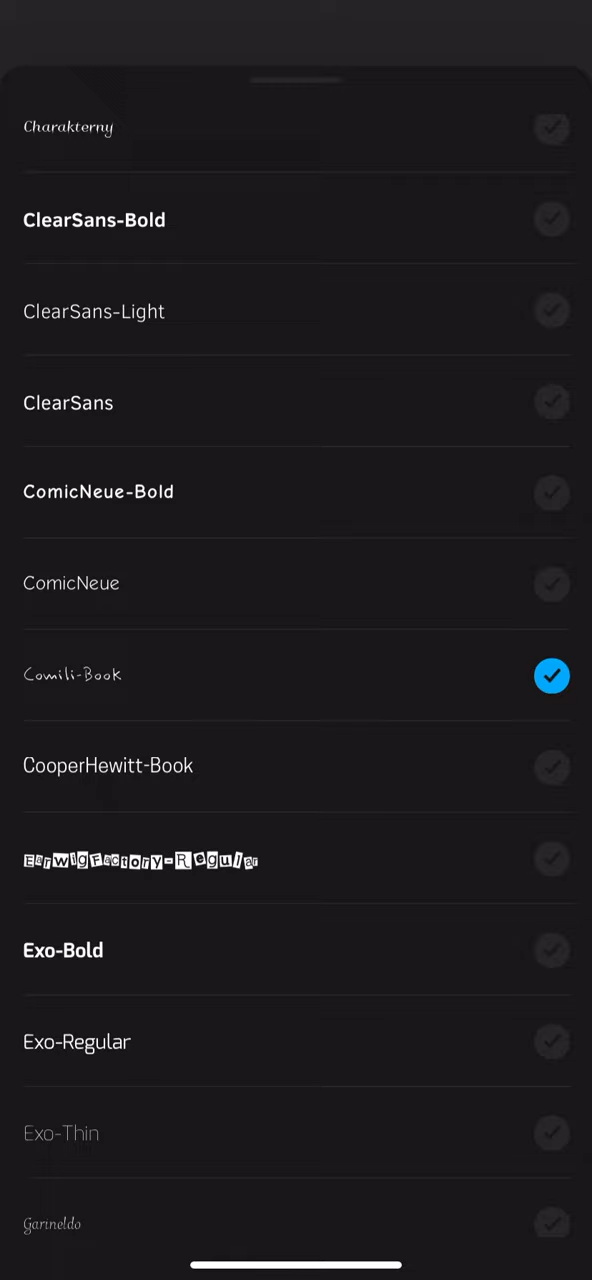 Charakterny
ClearSans-Bold
ClearSans-Light
ClearSans
ComicNeue-Bold
ComicNeue
Comili-Book
CooperHewitt-Book
EarwigFactory-Regular
Exo-Bold
Exo-Regular
Exo-Thin
Garineldo